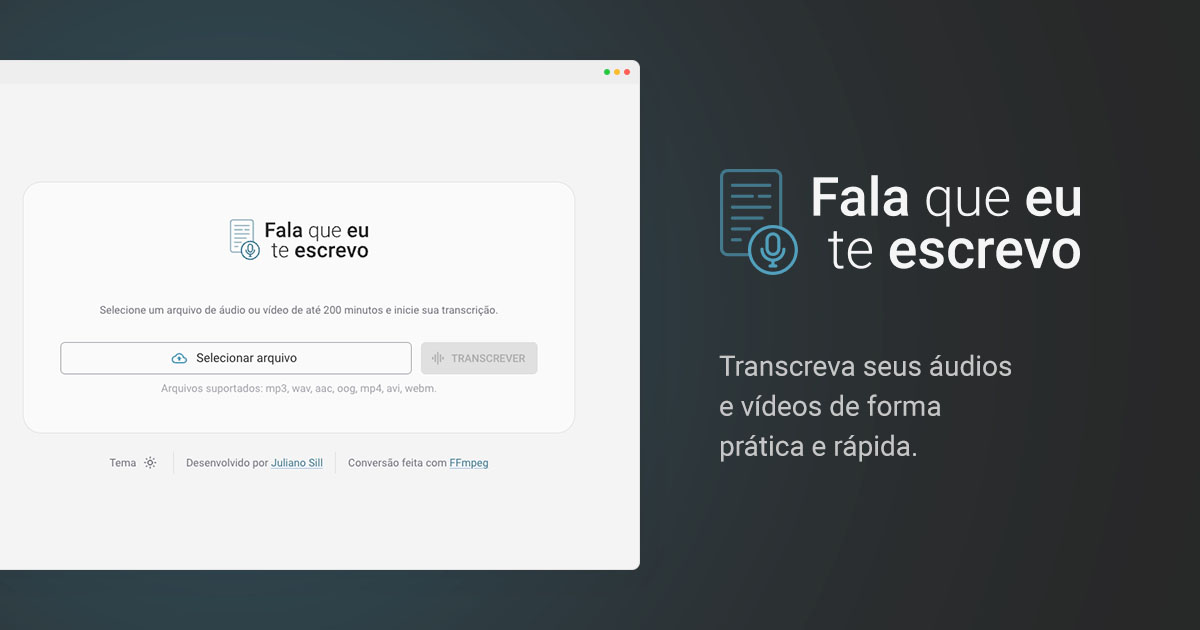 Fala que eu
te escrevo
Selecione um arquivo de áudio ou vídeo de até 200 minutos e inicie sua transcrição.
Selecionar arquivo
TRANSCREVER
Arquivos suportados: mp3, wav, aac, oog, mp4, avi, webm.
Tema
Desenvolvido por Juliano Sill
Conversão feita com FFmpeg
Fala que eu
te escrevo
Transcreva seus áudios
e vídeos de forma
prática e rápida.